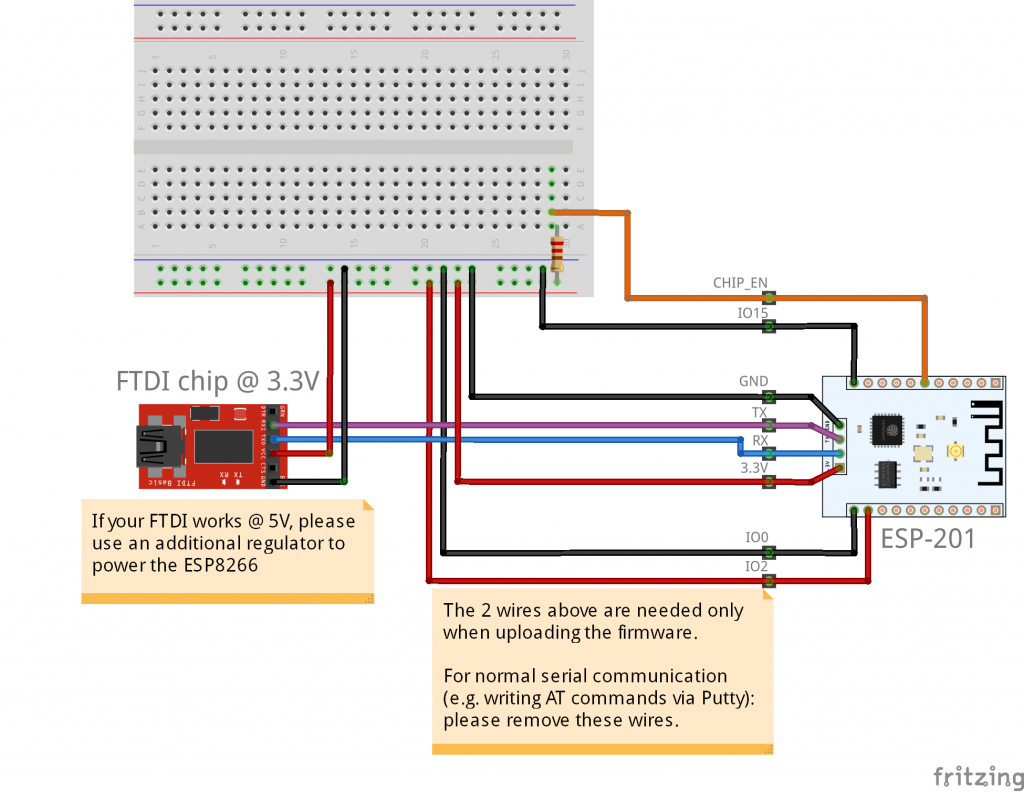 1 5 10 15 20 25 30
J J
I I
H H
G G
F F
E E
D D
C C
B B
A A
1 5 10 15 20 25 30
CHIP_EN
IO15
FTDI chip @ 3.3V
GND
TX
RX
3.3V
GRN
DTR RXI TXO VCC CTS GND
TX
RX
FTDI Basic
If your FTDI works @ 5V, please
use an additional regulator to
power the ESP8266
IO0
IO2
ESP-201
The 2 wires above are needed only
when uploading the firmware.
For normal serial communication
(e.g. writing AT commands via Putty):
please remove these wires.
fritzing